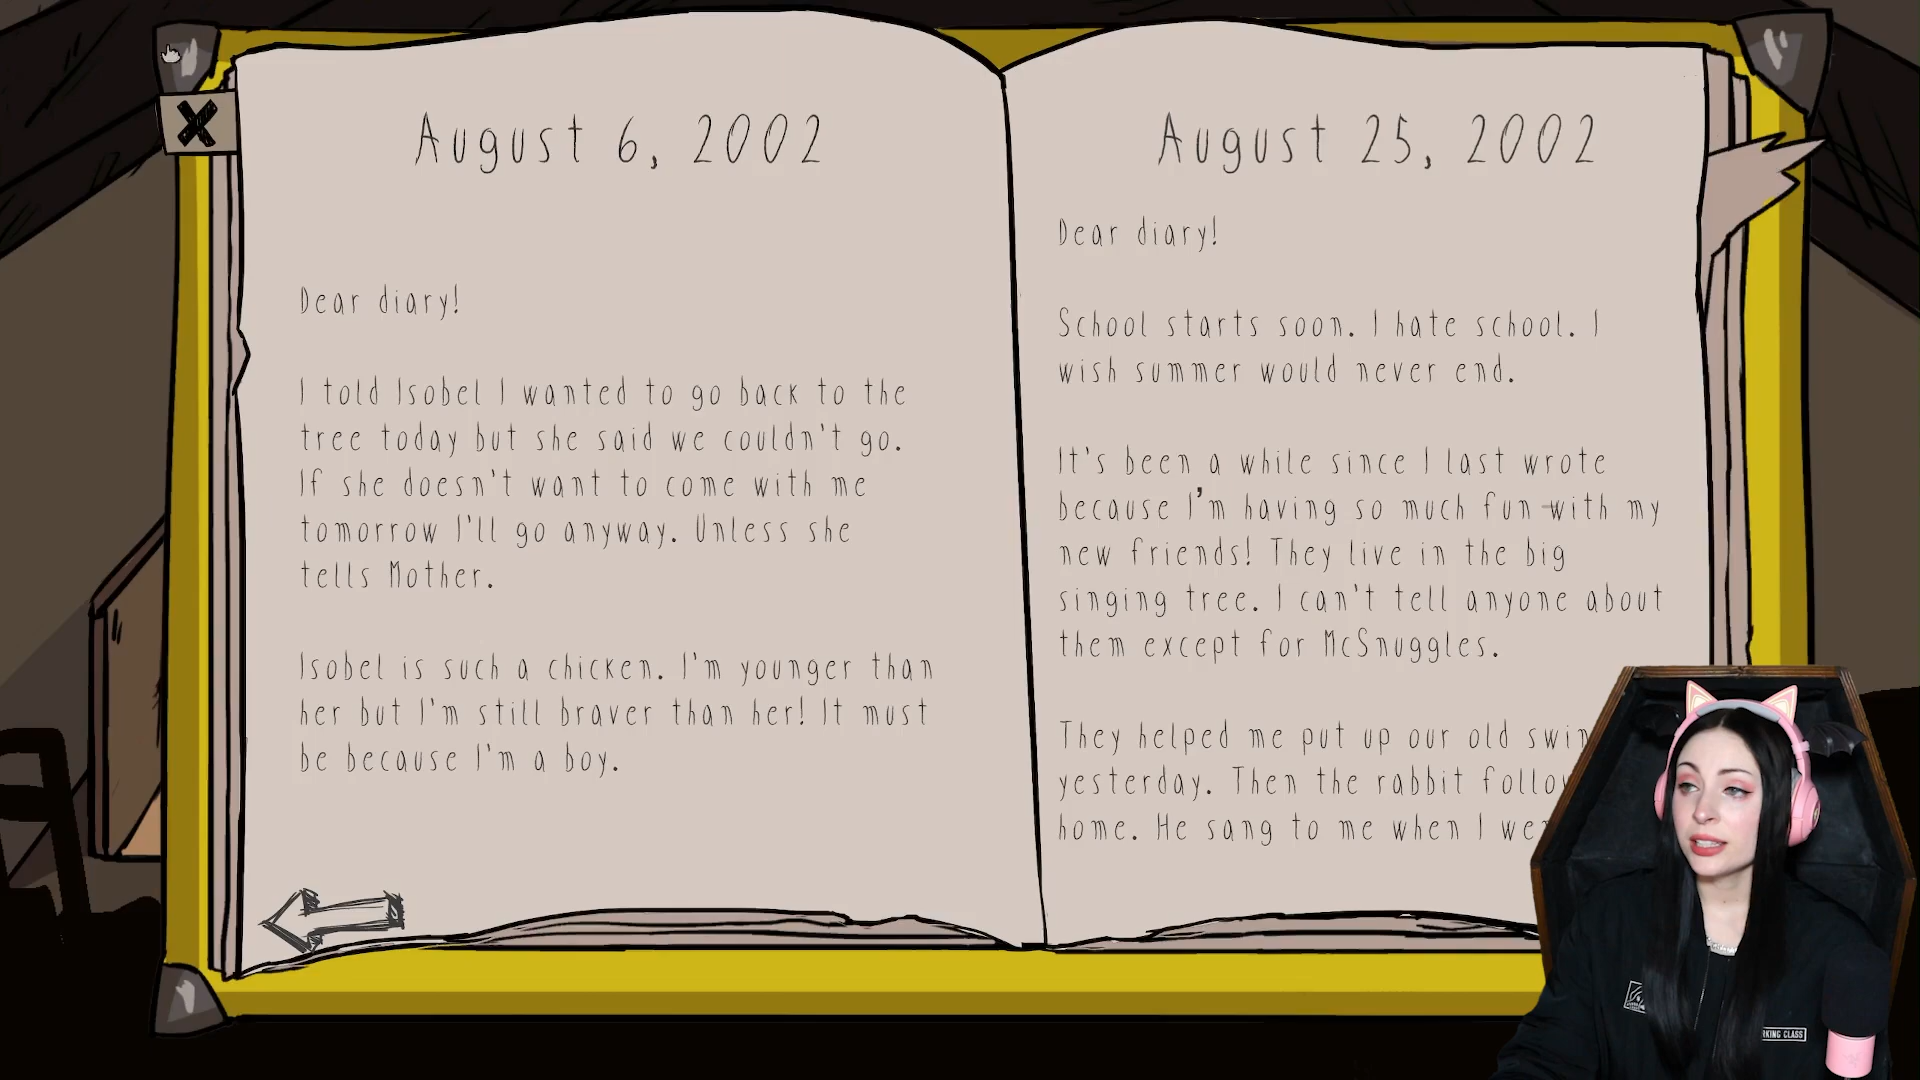 August 6, 2002
Dear diary!
I told Isobel I wanted to go back to the
tree today but she said we couldn't go.
If she doesn't want to come with me
tomorrow I'll go anyway. Unless she
tells Mother.
Isobel is such a chicken. I'm younger than
her but I'm still braver than her! It must
be because I'm a boy.
August 25, 2002
Dear diary!
School starts soon. I hate school. I
wish summer would never end.
It's been a while since I last wrote
because I'm having so much fun with my
new friends! They live in the big
singing tree. I can't tell anyone about
them except for McSnuggles.
They helped me put up our old
yesterday. Then the rabbit
home. He sang to me when I
RKING CLASS